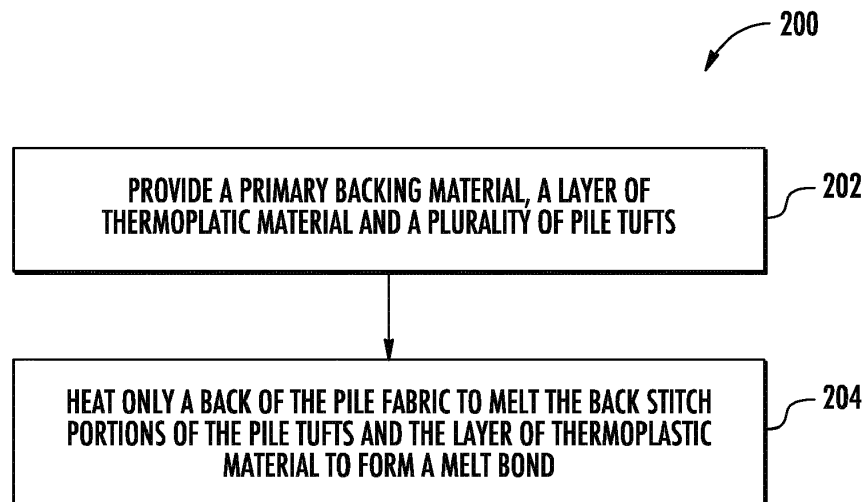 200
PROVIDE A PRIMARY BACKING MATERIAL, A LAYER OF
THERMOPLATIC MATERIAL AND A PLURALITY OF PILE TUFTS
202
HEAT ONLY A BACK OF THE PILE FABRIC TO MELT THE BACK STITCH
PORTIONS OF THE PILE TUFTS AND THE LAYER OF THERMOPLASTIC
MATERIAL TO FORM A MELT BOND
204